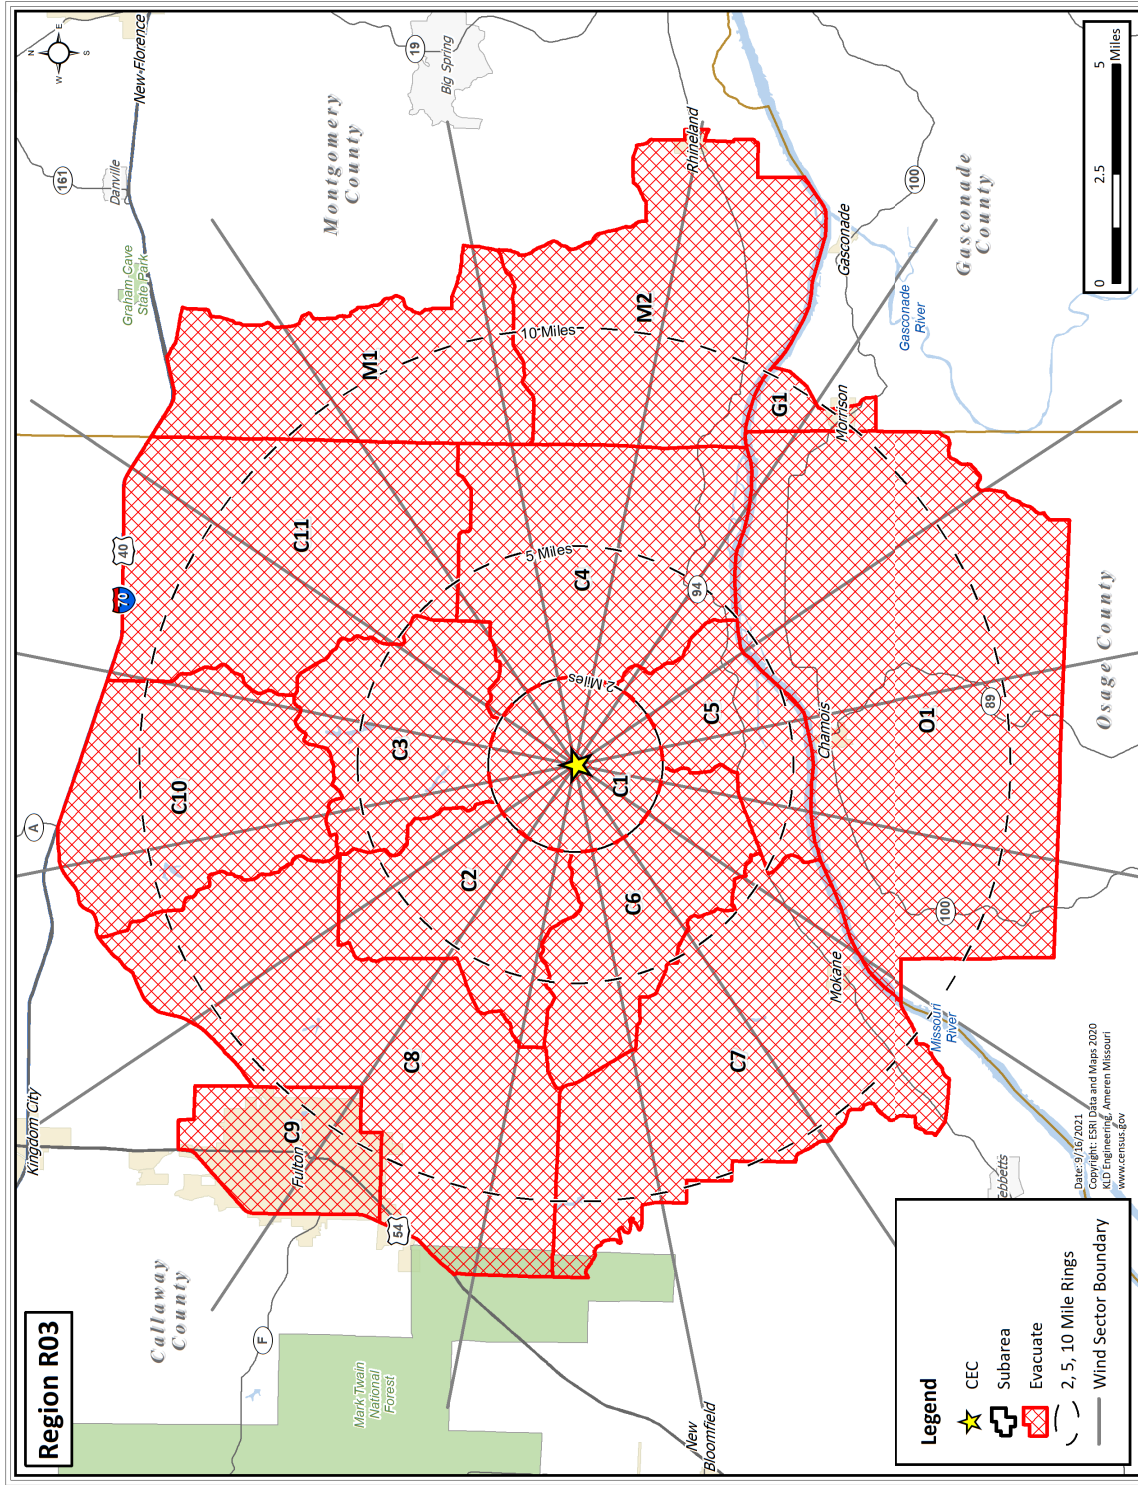 Region R03
Callaway
County
Montgomery
County
Gasconade
County
Osage County
Kingdom City
New Florence
Danville
Graham Cave
State Park
Big Spring
Rhineland
Gasconade
Gasconade
River
Morrison
Chamois
Mokane
Missouri
River
Tebbetts
Fulton
New
Bloomfield
Mark Twain
National
Forest
A
F
161
19
70
40
54
94
100
100
89
C1
C2
C3
C4
C5
C6
C7
C8
C9
C10
C11
M1
M2
G1
O1
2 Miles
5 Miles
10 Miles
N
E
S
W
Legend
CEC
Subarea
Evacuate
2, 5, 10 Mile Rings
Wind Sector Boundary
Date: 9/16/2021
Copyright: ESRI Data and Maps 2020
KLD Engineering, Ameren Missouri
www.census.gov
0
2.5
5
Miles